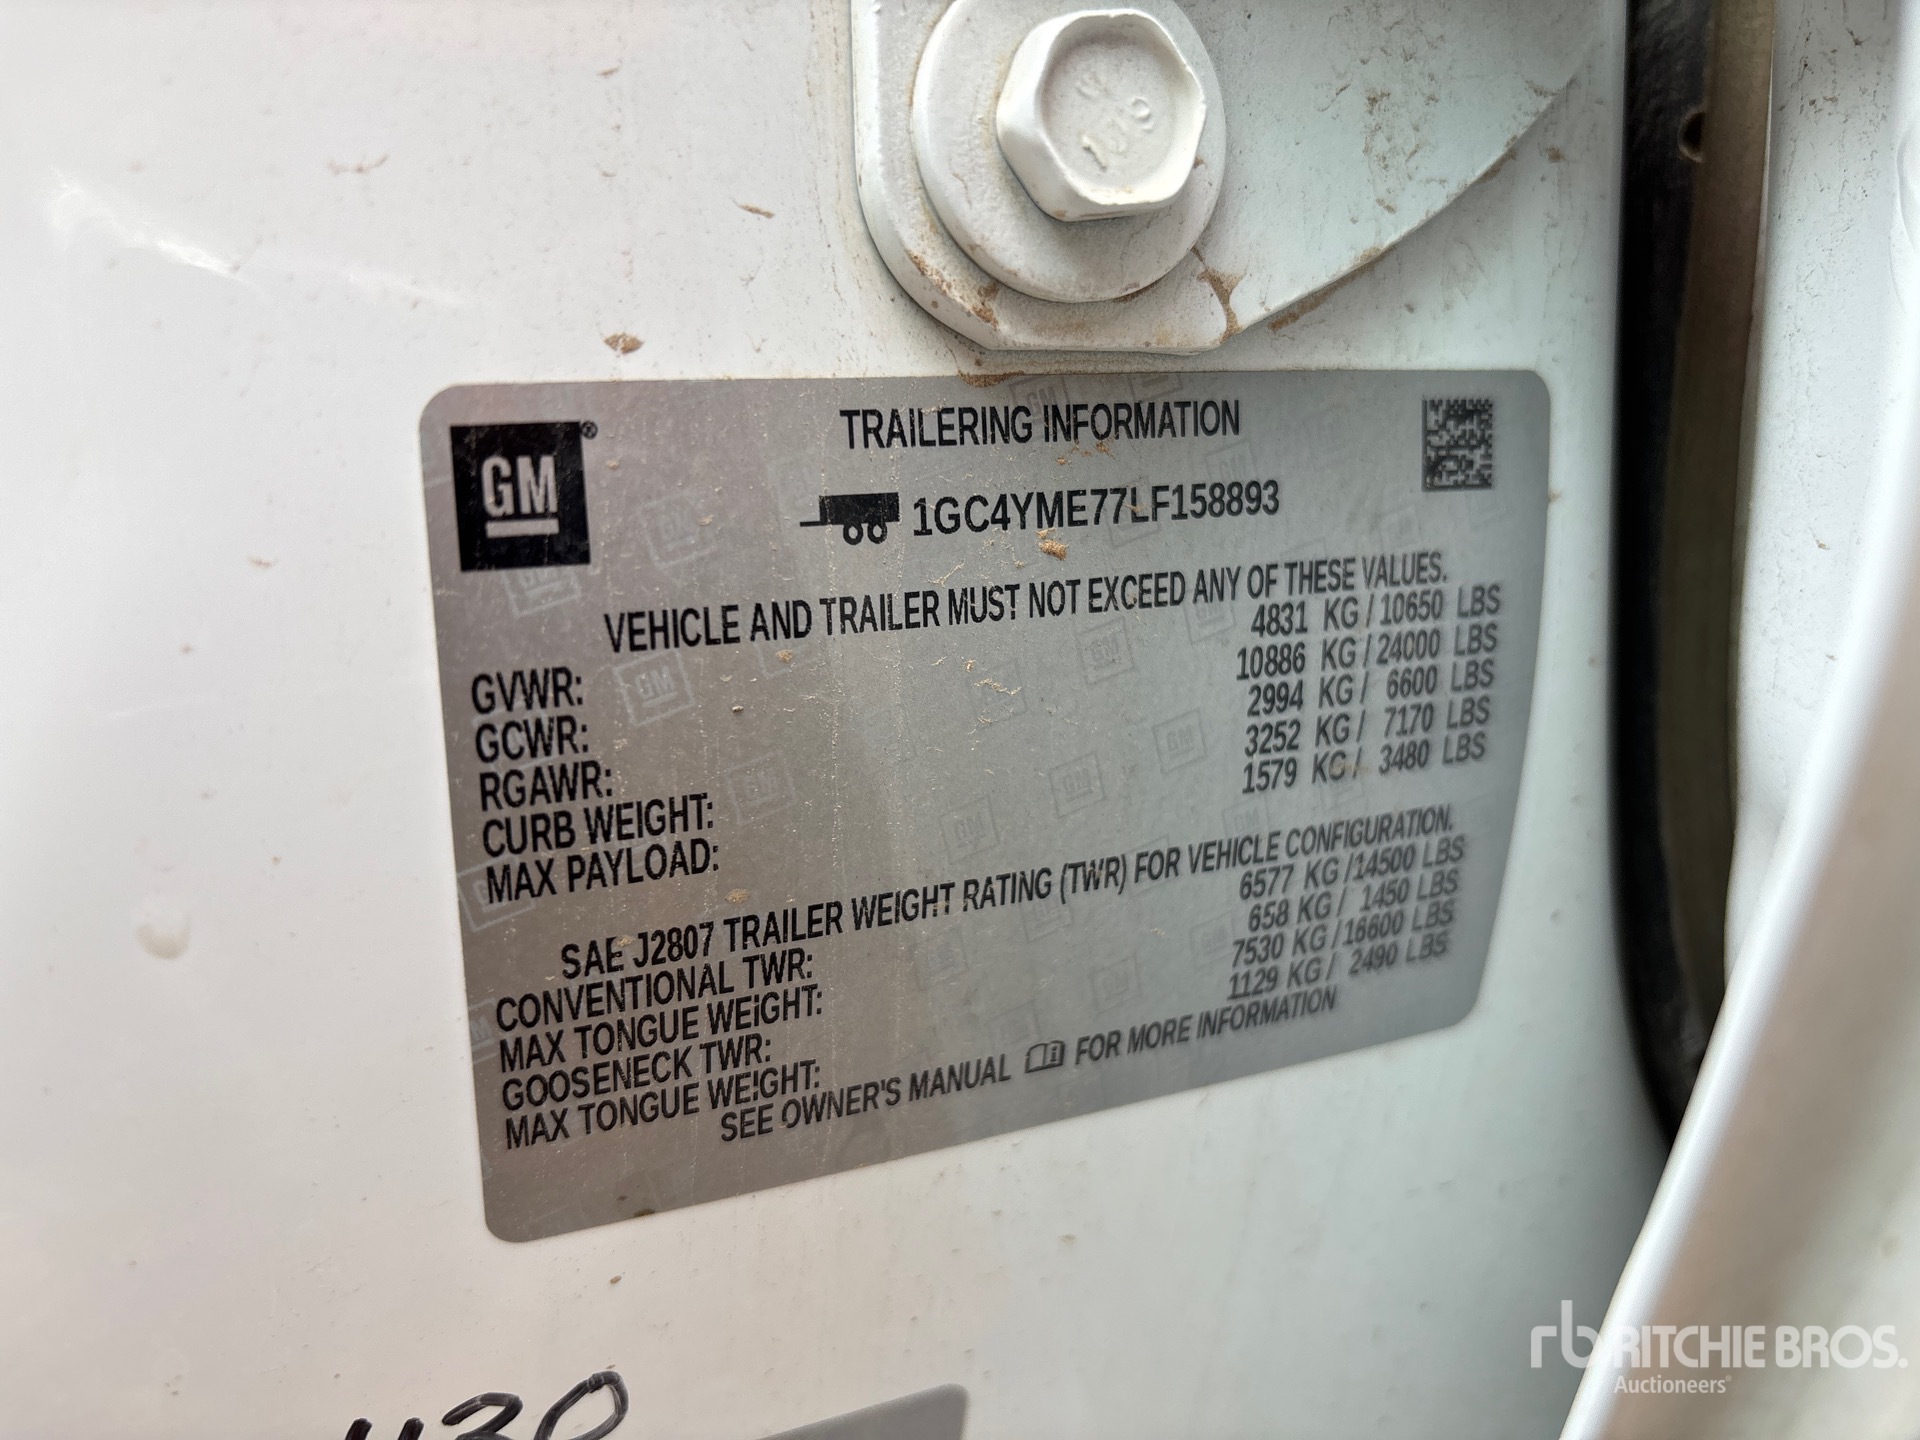 110
GM®
TRAILERING INFORMATION
1GC4YME77LF158893
VEHICLE AND TRAILER MUST NOT EXCEED ANY OF THESE VALUES.
GVWR: 4831 KG / 10650 LBS
GCWR: 10886 KG / 24000 LBS
RGAWR: 2994 KG / 6600 LBS
CURB WEIGHT: 3252 KG / 7170 LBS
MAX PAYLOAD: 1579 KG / 3480 LBS
SAE J2807 TRAILER WEIGHT RATING (TWR) FOR VEHICLE CONFIGURATION.
CONVENTIONAL TWR: 6577 KG / 14500 LBS
MAX TONGUE WEIGHT: 658 KG / 1450 LBS
GOOSENECK TWR: 7530 KG / 16600 LBS
MAX TONGUE WEIGHT: 1129 KG / 2490 LBS
SEE OWNER'S MANUAL FOR MORE INFORMATION
rb RITCHIE BROS.
Auctioneers